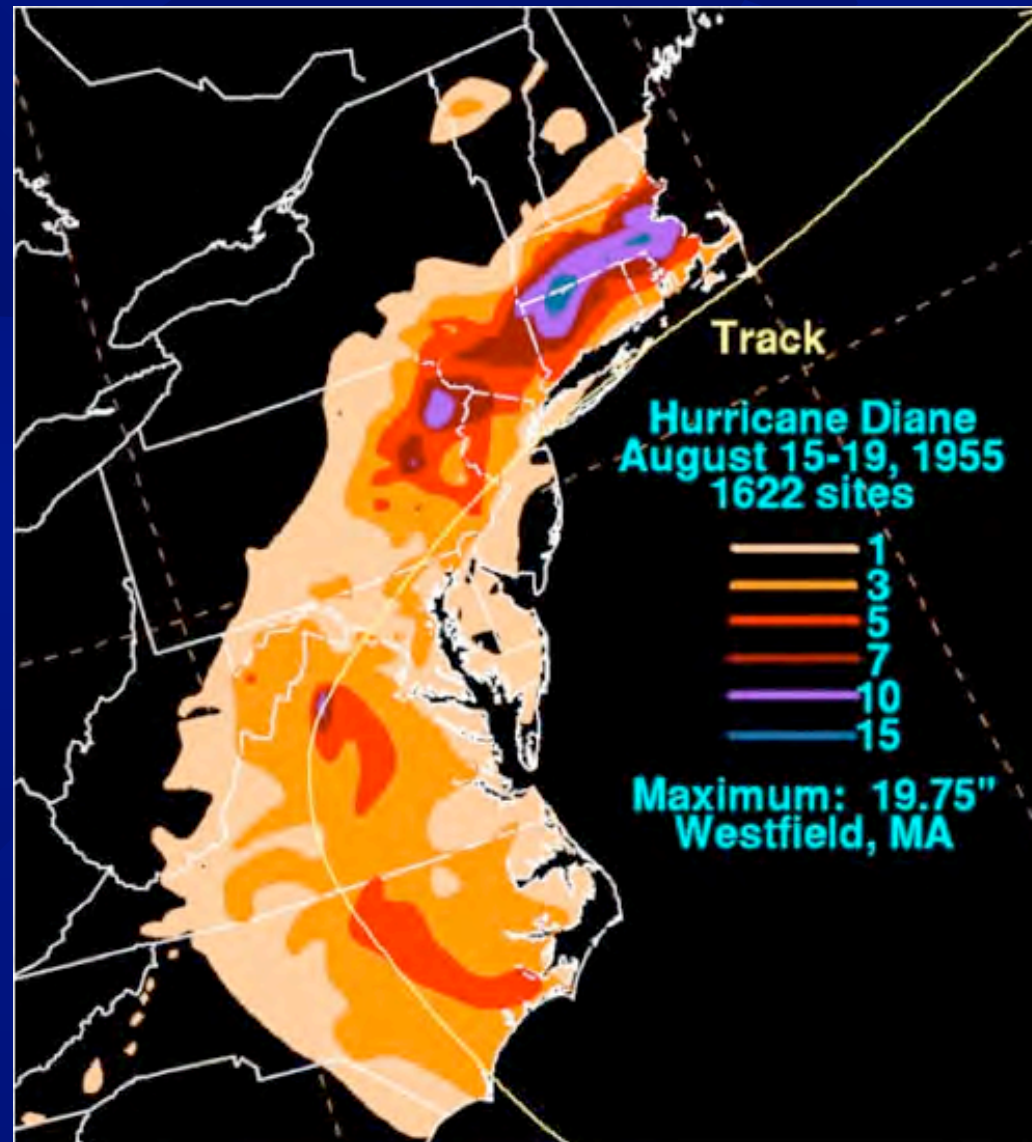 Track
Hurricane Diane
August 15-19, 1955
1622 sites
1
3
5
7
10
15
Maximum: 19.75"
Westfield, MA